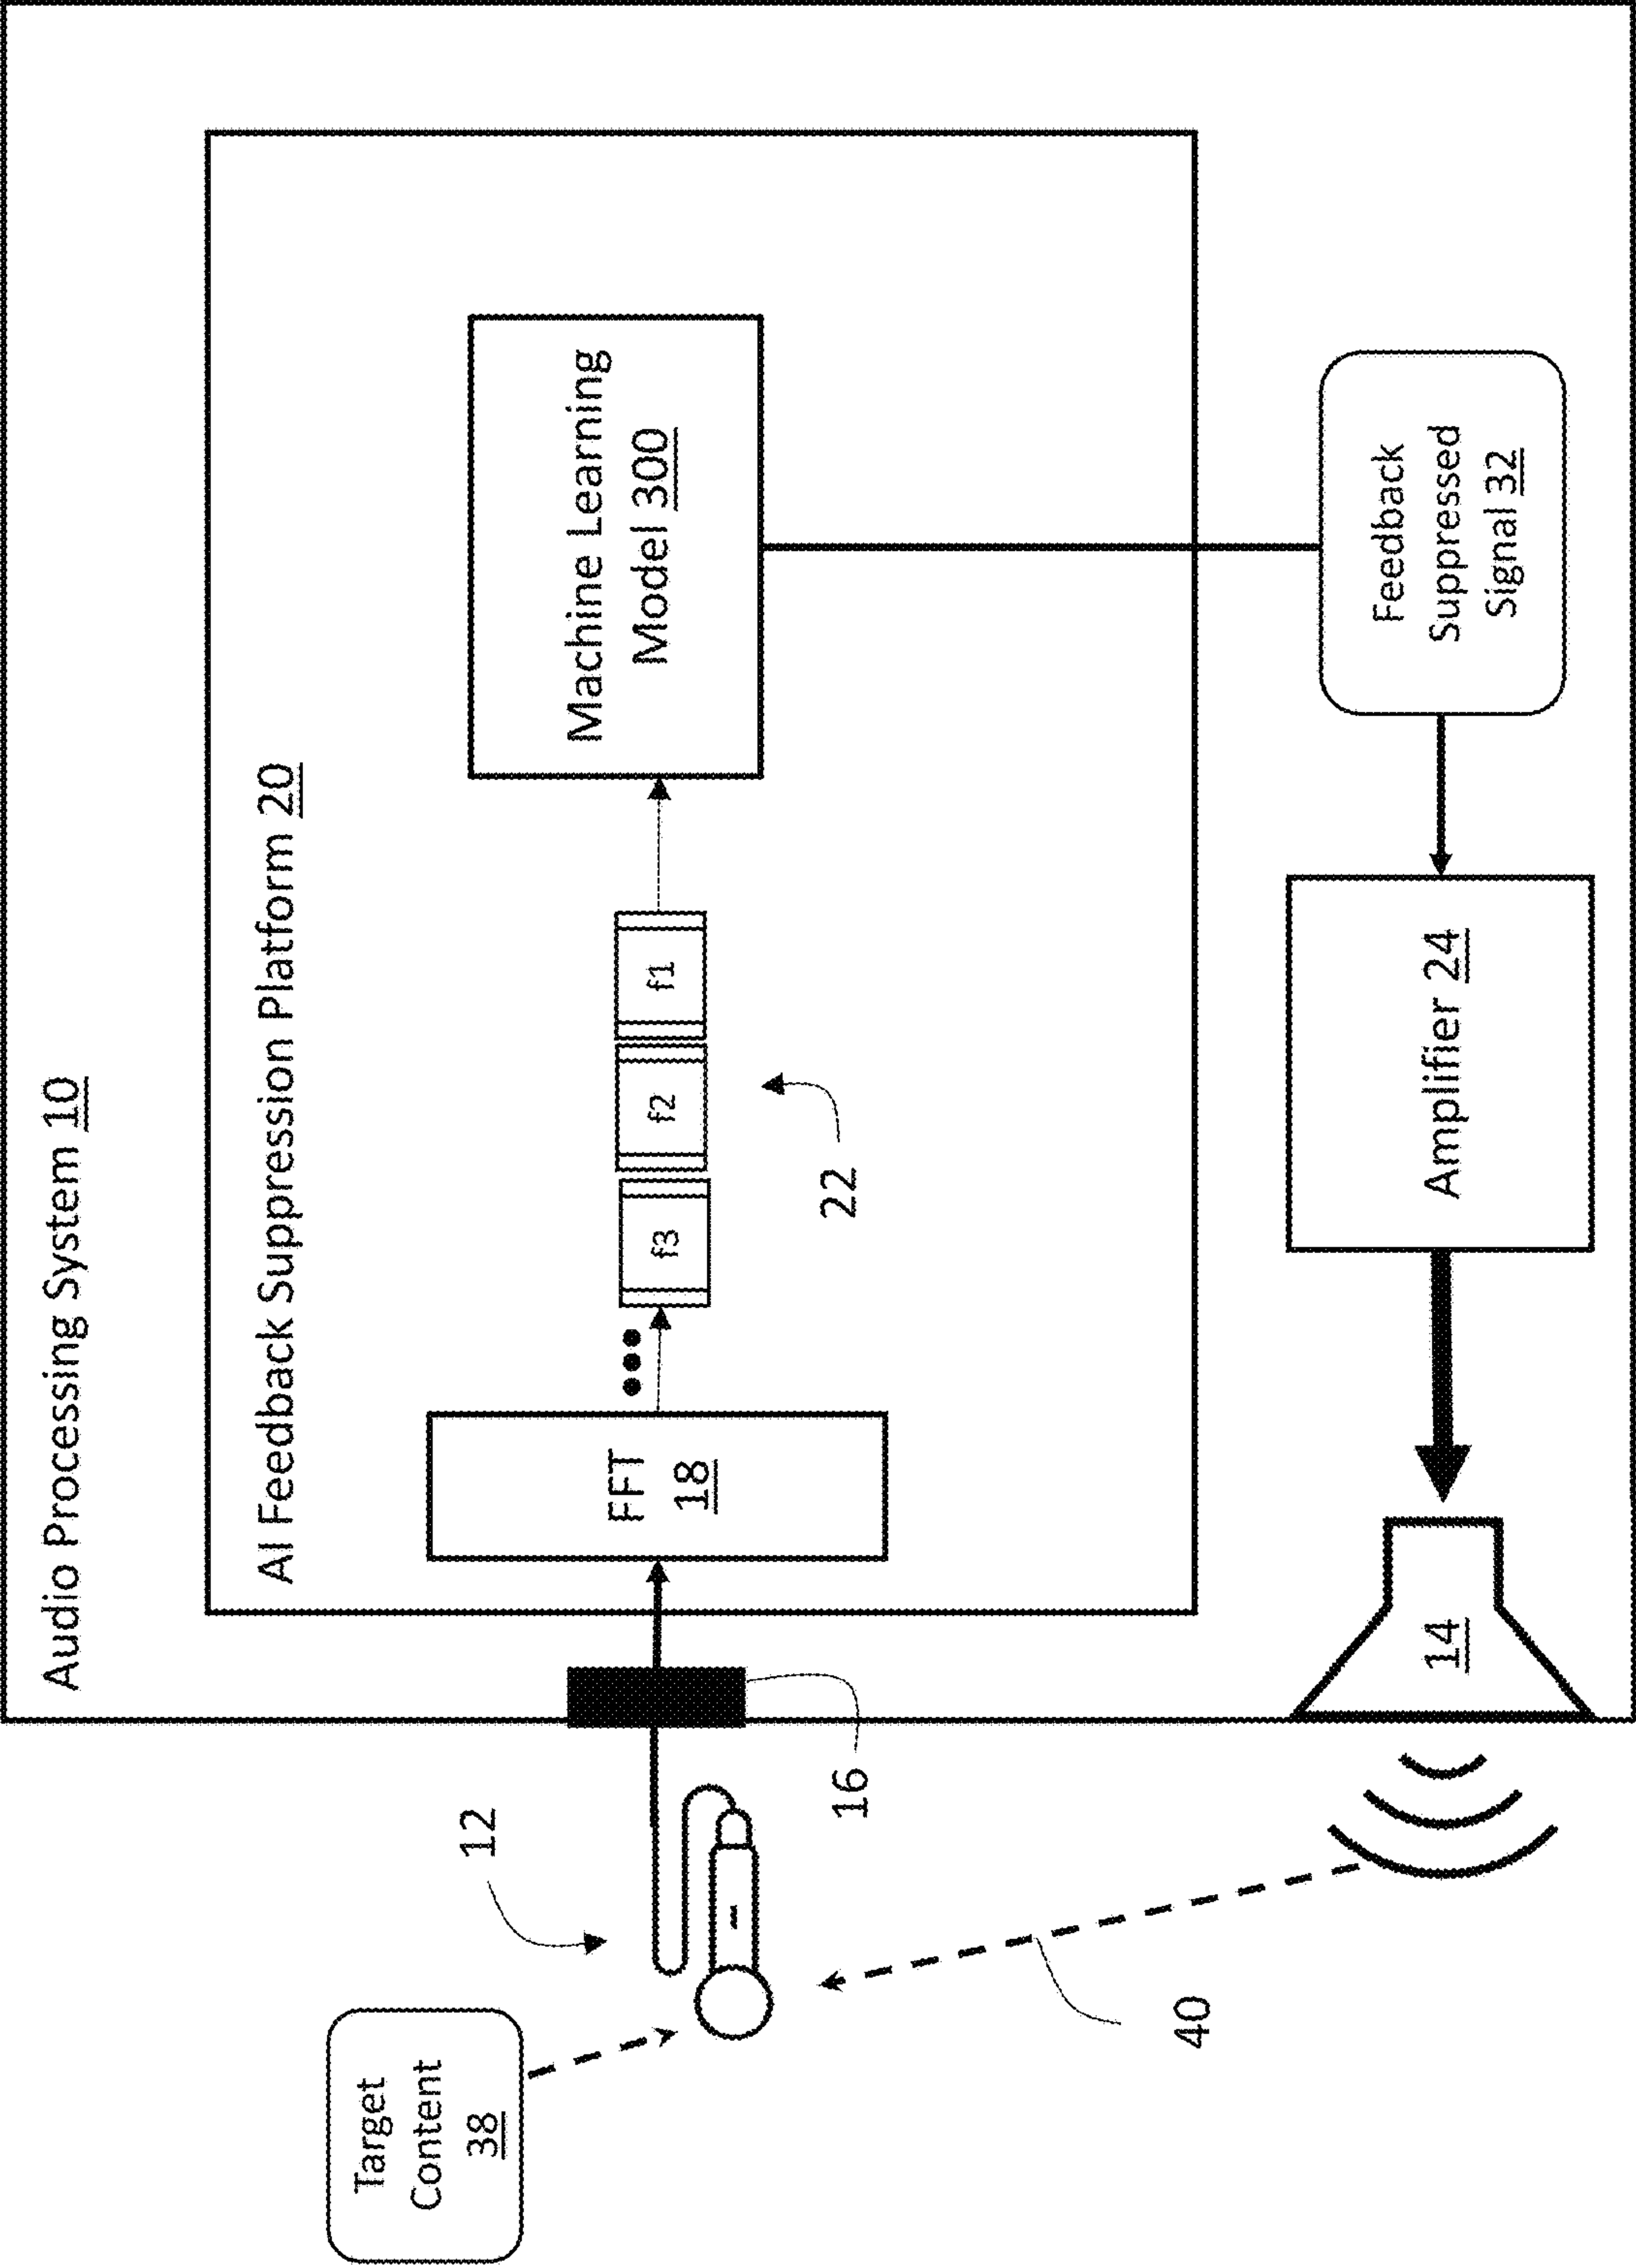 Audio Processing System 10
AI Feedback Suppression Platform 20
Target
Content
38
12
16
FFT
18
f3
f2
f1
22
Machine Learning
Model 300
40
14
Amplifier 24
Feedback
Suppressed
Signal 32